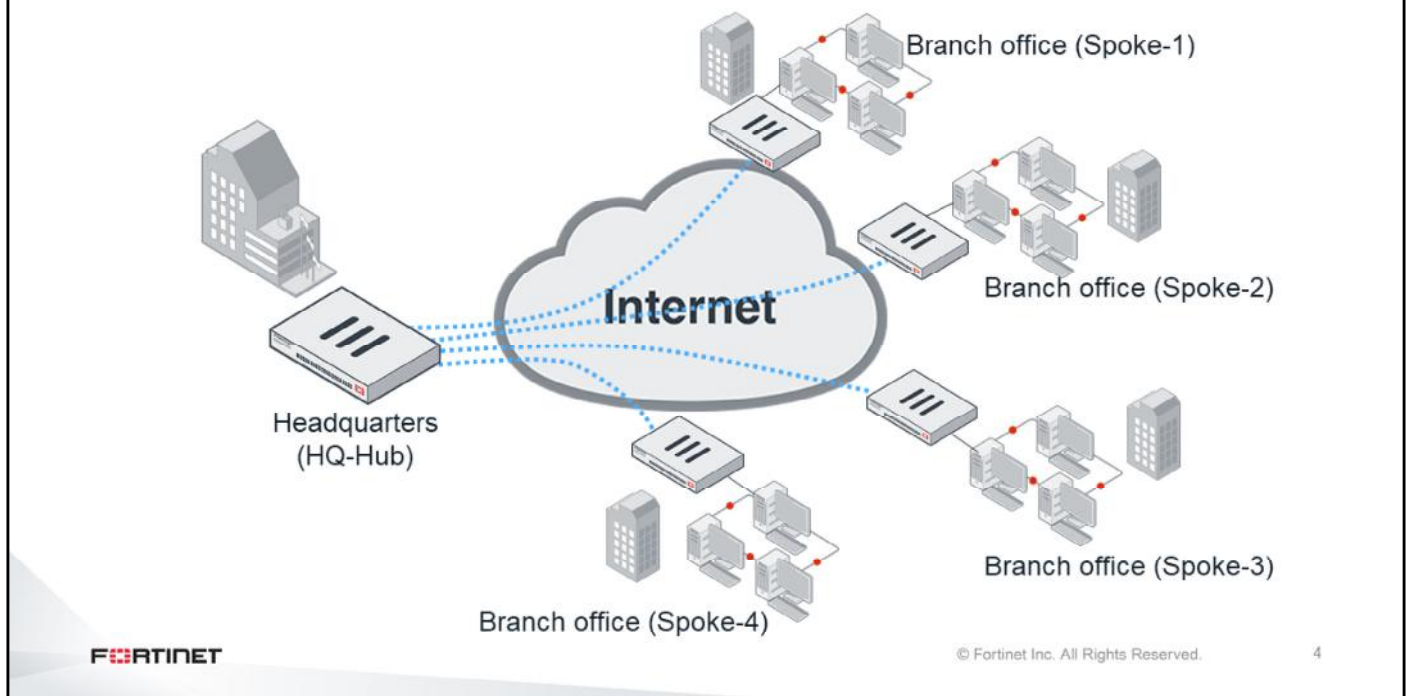 Branch office (Spoke-1)
Internet
Branch office (Spoke-2)
Headquarters
(HQ-Hub)
Branch office (Spoke-3)
Branch office (Spoke-4)
FORTINET
© Fortinet Inc. All Rights Reserved.
4